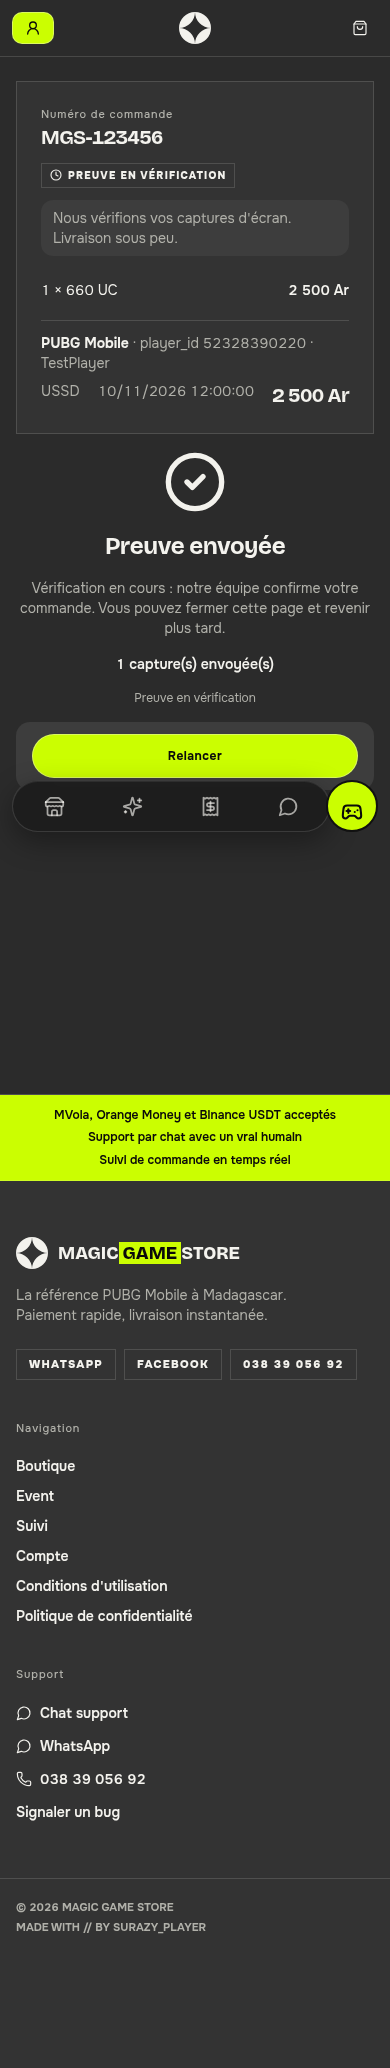 Numéro de commande
MGS-123456
PREUVE EN VÉRIFICATION
Nous vérifions vos captures d'écran.
Livraison sous peu.
1 × 660 UC 2 500 Ar
PUBG Mobile · player_id 52328390220 ·
TestPlayer
USSD 10/11/2026 12:00:00 2 500 Ar
Preuve envoyée
Vérification en cours : notre équipe confirme votre
commande. Vous pouvez fermer cette page et revenir
plus tard.
1 capture(s) envoyée(s)
Preuve en vérification
Relancer
MVola, Orange Money et Binance USDT acceptés
Support par chat avec un vrai humain
Suivi de commande en temps réel
MAGIC GAME STORE
La référence PUBG Mobile à Madagascar.
Paiement rapide, livraison instantanée.
WHATSAPP FACEBOOK 038 39 056 92
Navigation
Boutique
Event
Suivi
Compte
Conditions d'utilisation
Politique de confidentialité
Support
Chat support
WhatsApp
038 39 056 92
Signaler un bug
© 2026 MAGIC GAME STORE
MADE WITH // BY SURAZY_PLAYER